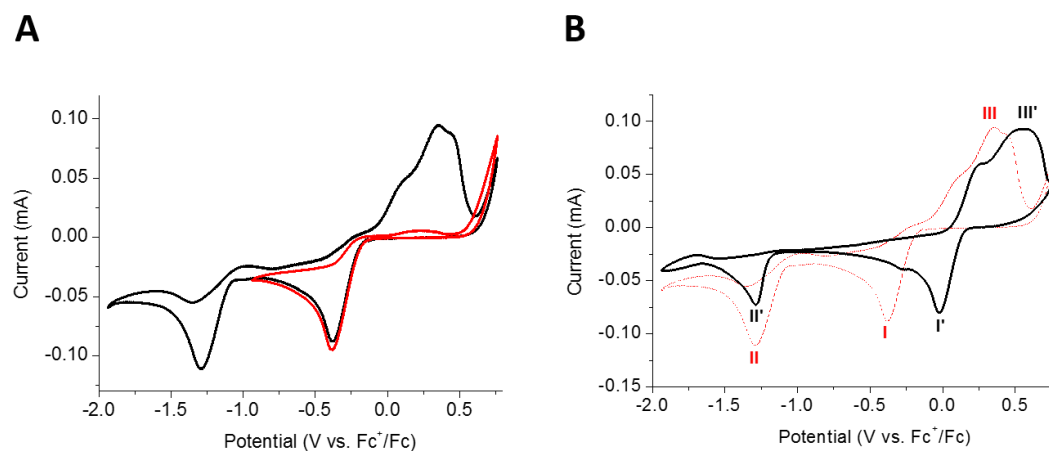 A
0.10
0.05
0.00
-0.05
-0.10
-2.0 -1.5 -1.0 -0.5 0.0 0.5
Current (mA)
Potential (V vs. Fc⁺/Fc)
B
0.10
0.05
0.00
-0.05
-0.10
-0.15
-2.0 -1.5 -1.0 -0.5 0.0 0.5
Current (mA)
Potential (V vs. Fc⁺/Fc)
III III'
II' I I'
II